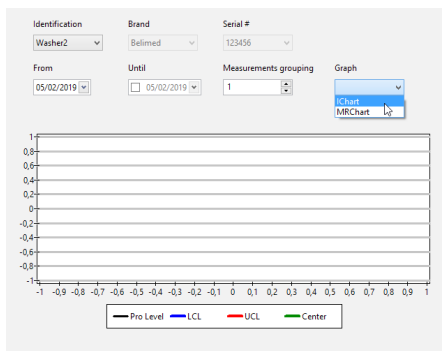 Identification Brand Serial #
Washer2 Belimed 123456
From Until Measurements grouping Graph
05/02/2019 05/02/2019 1
IChart
MRChart
1
0,8
0,6
0,4
0,2
0
-0,2
-0,4
-0,6
-0,8
-1
-1 -0,9 -0,8 -0,7 -0,6 -0,5 -0,4 -0,3 -0,2 -0,1 0 0,1 0,2 0,3 0,4 0,5 0,6 0,7 0,8 0,9 1
Pro Level LCL UCL Center